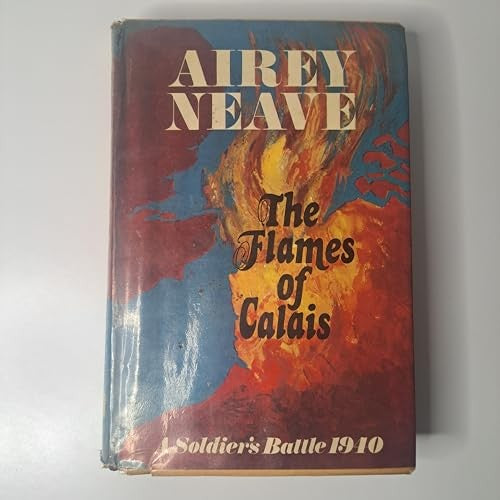 AIREY
NEAVE
The
Flames
of
Calais
A Soldier's Battle 1940